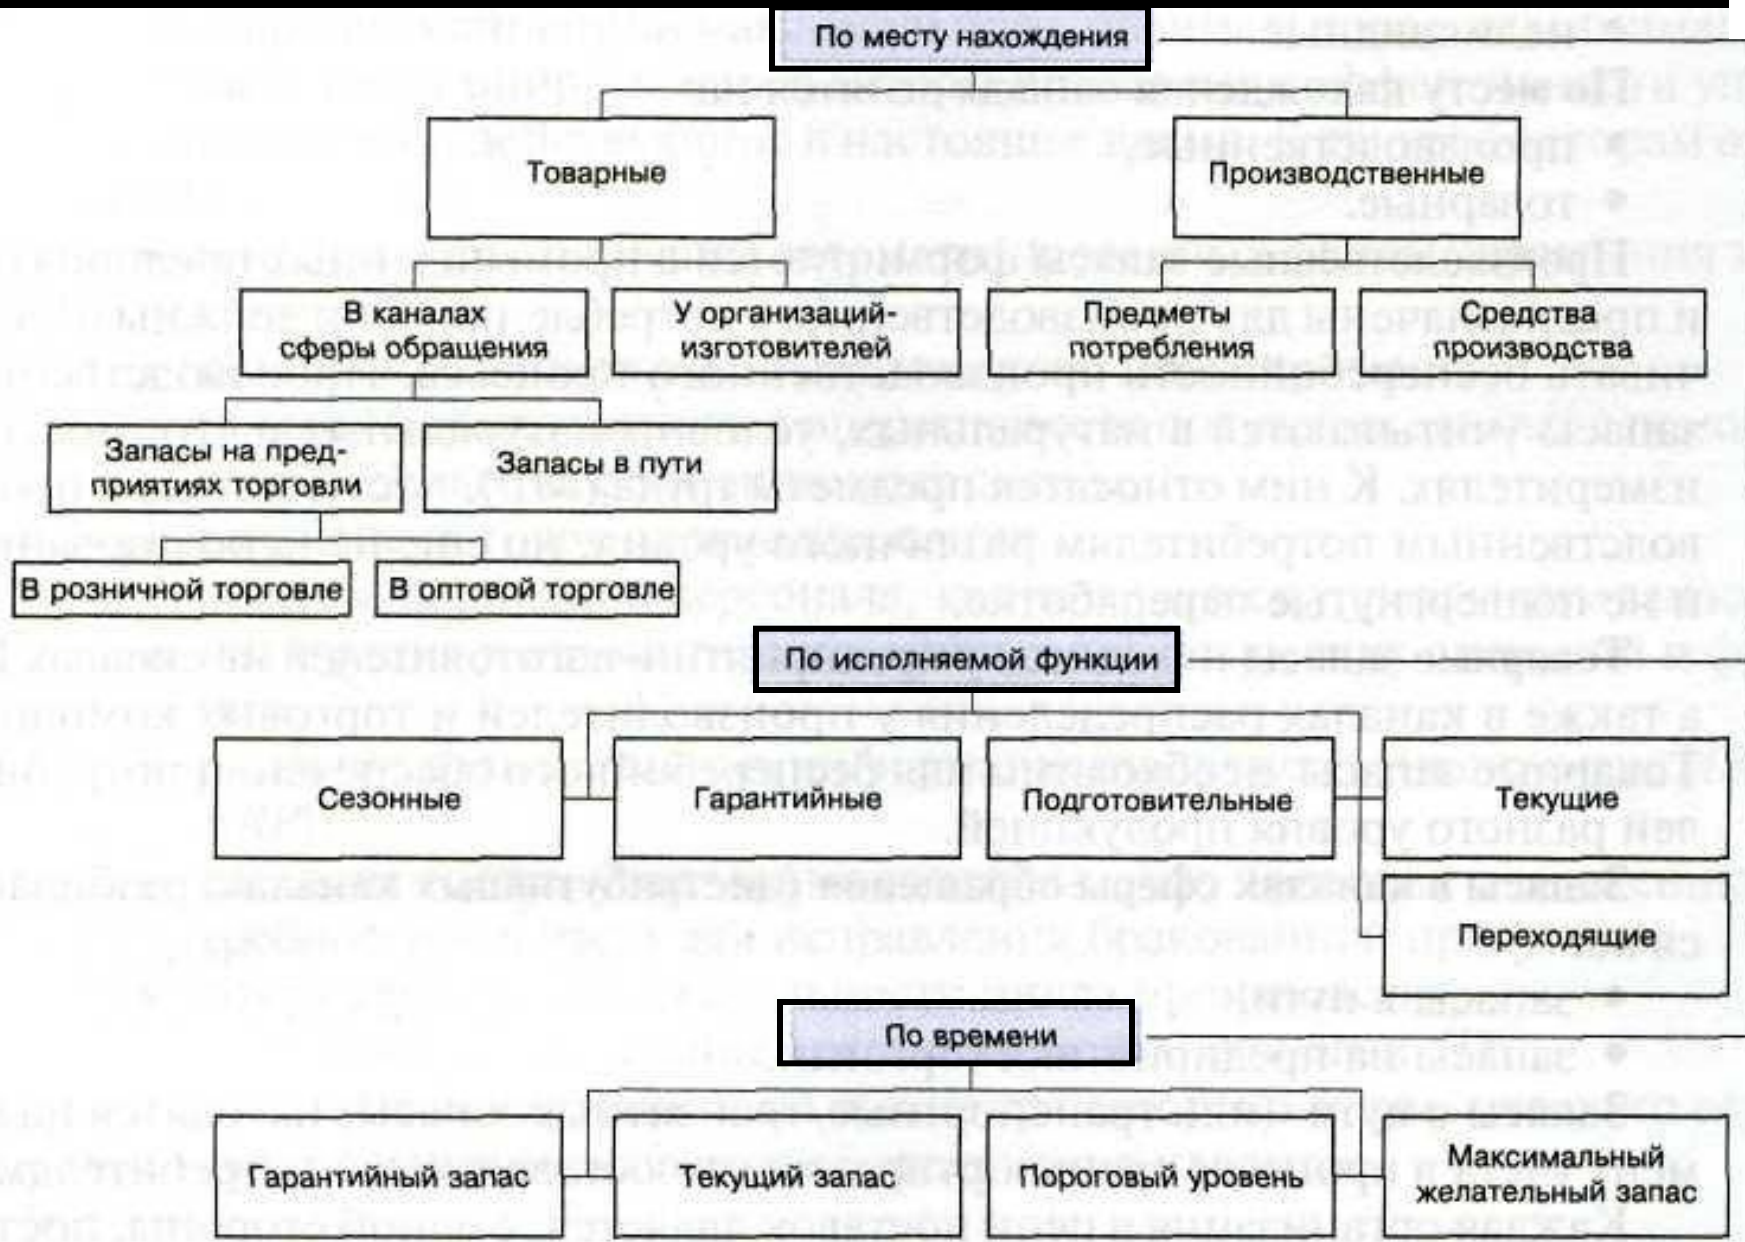 По месту нахождения
Товарные
Производственные
В каналах
сферы обращения
У организаций-
изготовителей
Предметы
потребления
Средства
производства
Запасы на пред-
приятиях торговли
Запасы в пути
В розничной торговле
В оптовой торговле
По исполняемой функции
Сезонные
Гарантийные
Подготовительные
Текущие
Переходящие
По времени
Гарантийный запас
Текущий запас
Пороговый уровень
Максимальный
желательный запас